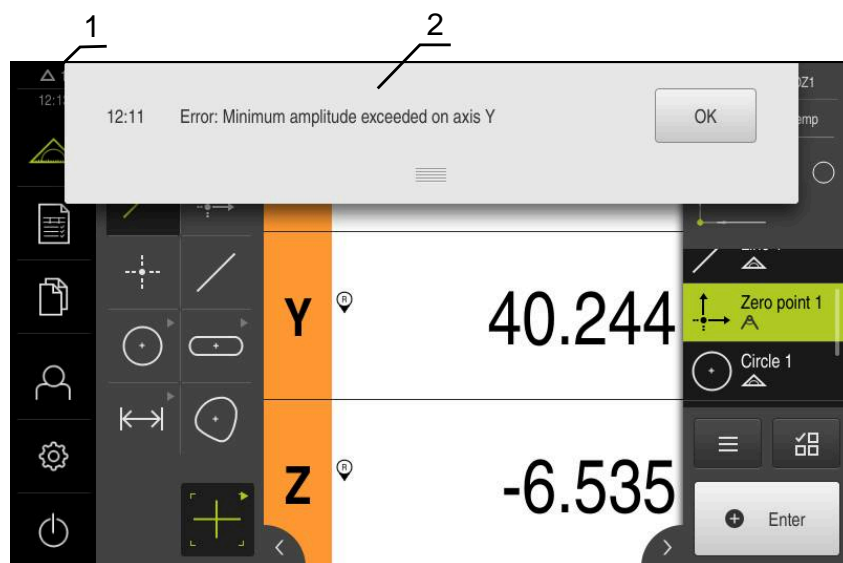 1
2
12:11 Error: Minimum amplitude exceeded on axis Y
OK
Y R 40.244
Zero point 1
Circle 1
Z R -6.535
Enter